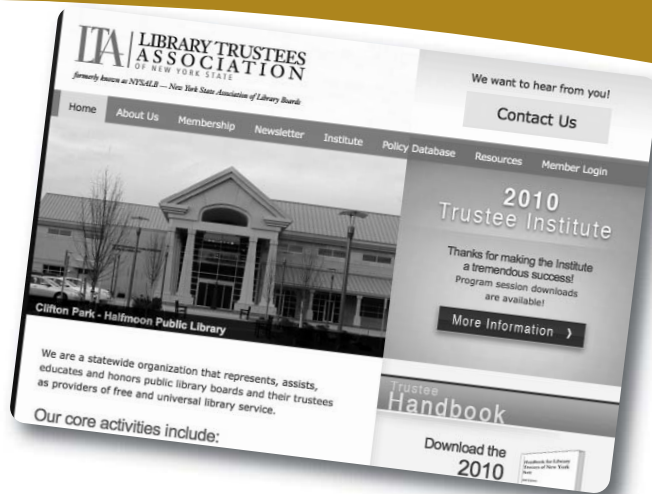 LTA
LIBRARY TRUSTEES
ASSOCIATION
OF NEW YORK STATE
formerly known as NYSALB — New York State Association of Library Boards
We want to hear from you!
Contact Us
Home
About Us
Membership
Newsletter
Institute
Policy Database
Resources
Member Login
Clifton Park - Halfmoon Public Library
2010
Trustee Institute
Thanks for making the Institute
a tremendous success!
Program session downloads
are available!
More Information
We are a statewide organization that represents, assists,
educates and honors public library boards and their trustees
as providers of free and universal library service.
Our core activities include:
Trustee
Handbook
Download the
2010
Handbook for Library
Trustees of New York
State